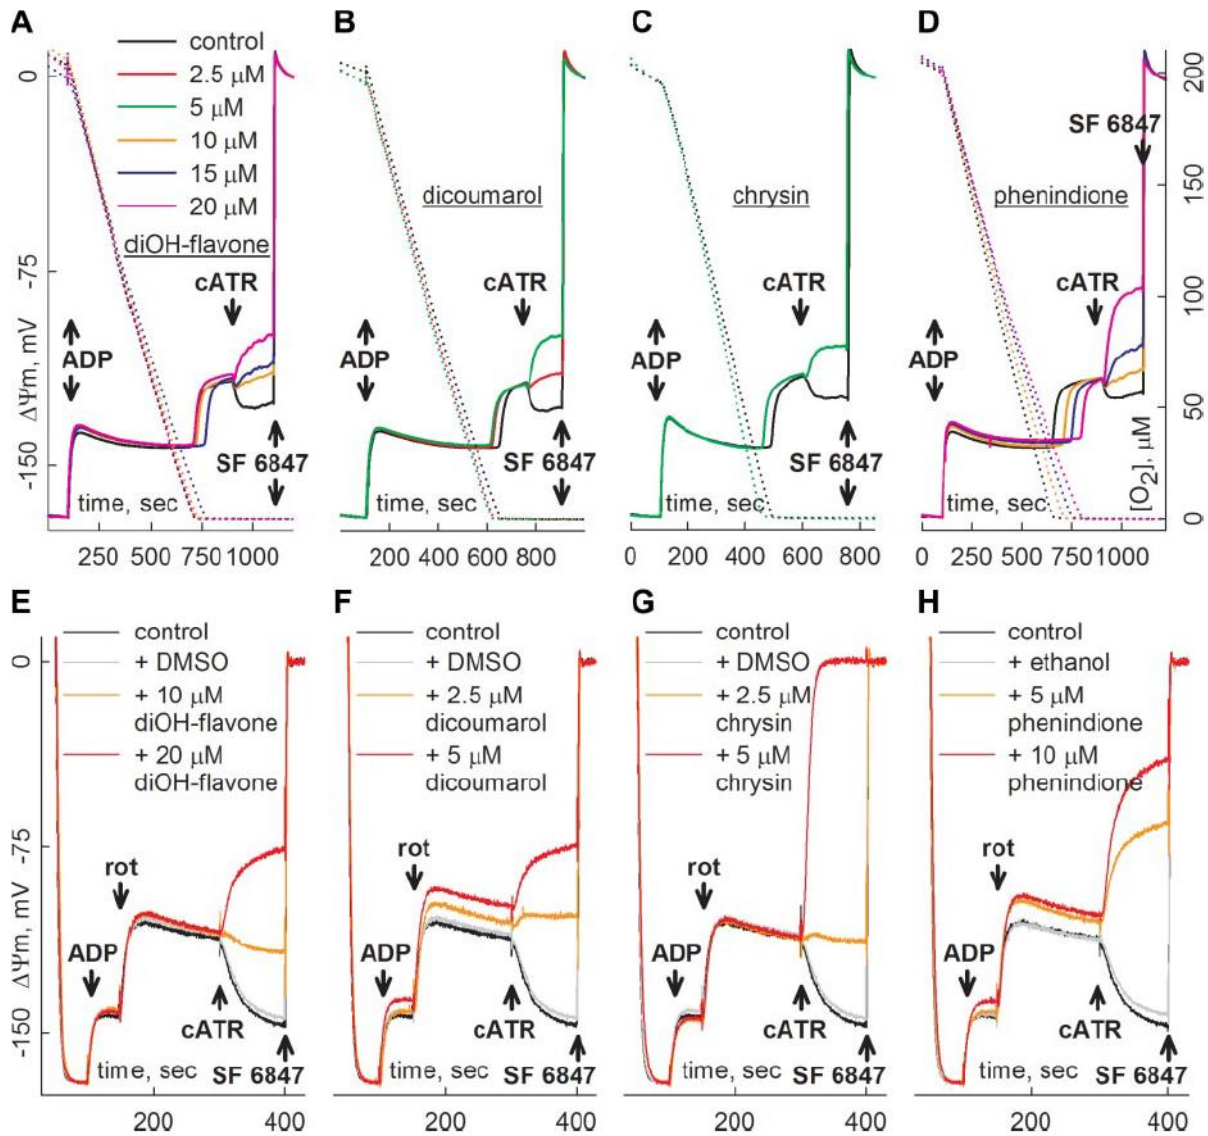 A
B
C
D
control
2.5 μM
5 μM
10 μM
15 μM
20 μM
diOH-flavone
dicoumarol
chrysin
phenindione
0
-75
-150
ΔΨm, mV
200
150
100
50
0
[O2], μM
ADP
cATR
SF 6847
time, sec
250 500 750 1000
ADP
cATR
SF 6847
time, sec
200 400 600 800
ADP
cATR
SF 6847
time, sec
0 200 400 600 800
ADP
cATR
SF 6847
time, sec
0 250 500 750 1000
E
F
G
H
control
+ DMSO
+ 10 μM
diOH-flavone
+ 20 μM
diOH-flavone
control
+ DMSO
+ 2.5 μM
dicoumarol
+ 5 μM
dicoumarol
control
+ DMSO
+ 2.5 μM
chrysin
+ 5 μM
chrysin
control
+ ethanol
+ 5 μM
phenindione
+ 10 μM
phenindione
0
-75
-150
ΔΨm, mV
rot
ADP
cATR
time, sec
SF 6847
200 400
rot
ADP
cATR
time, sec
SF 6847
200 400
rot
ADP
cATR
time, sec
SF 6847
200 400
rot
ADP
cATR
time, sec
SF 6847
200 400